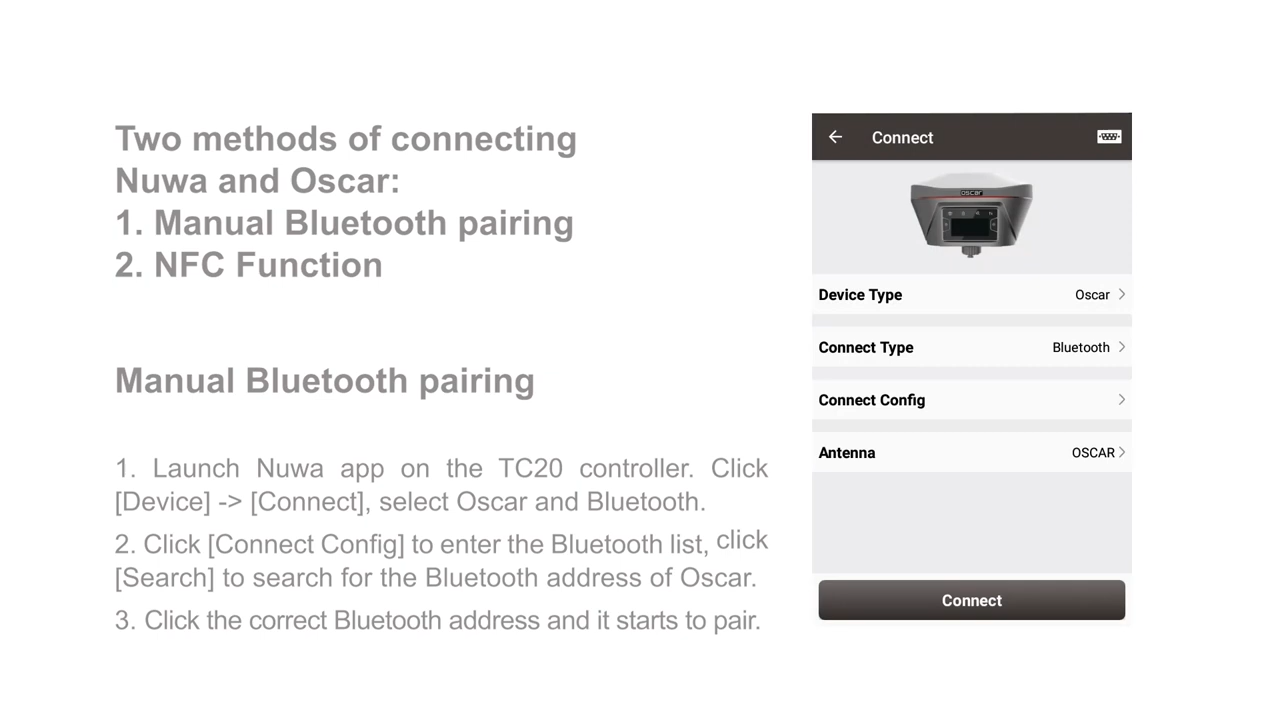 Two methods of connecting
Nuwa and Oscar:
1. Manual Bluetooth pairing
2. NFC Function
Manual Bluetooth pairing
1. Launch Nuwa app on the TC20 controller. Click
[Device] -> [Connect], select Oscar and Bluetooth.
2. Click [Connect Config] to enter the Bluetooth list, click
[Search] to search for the Bluetooth address of Oscar.
3. Click the correct Bluetooth address and it starts to pair.
Connect
oscar
Device Type Oscar
Connect Type Bluetooth
Connect Config
Antenna OSCAR
Connect